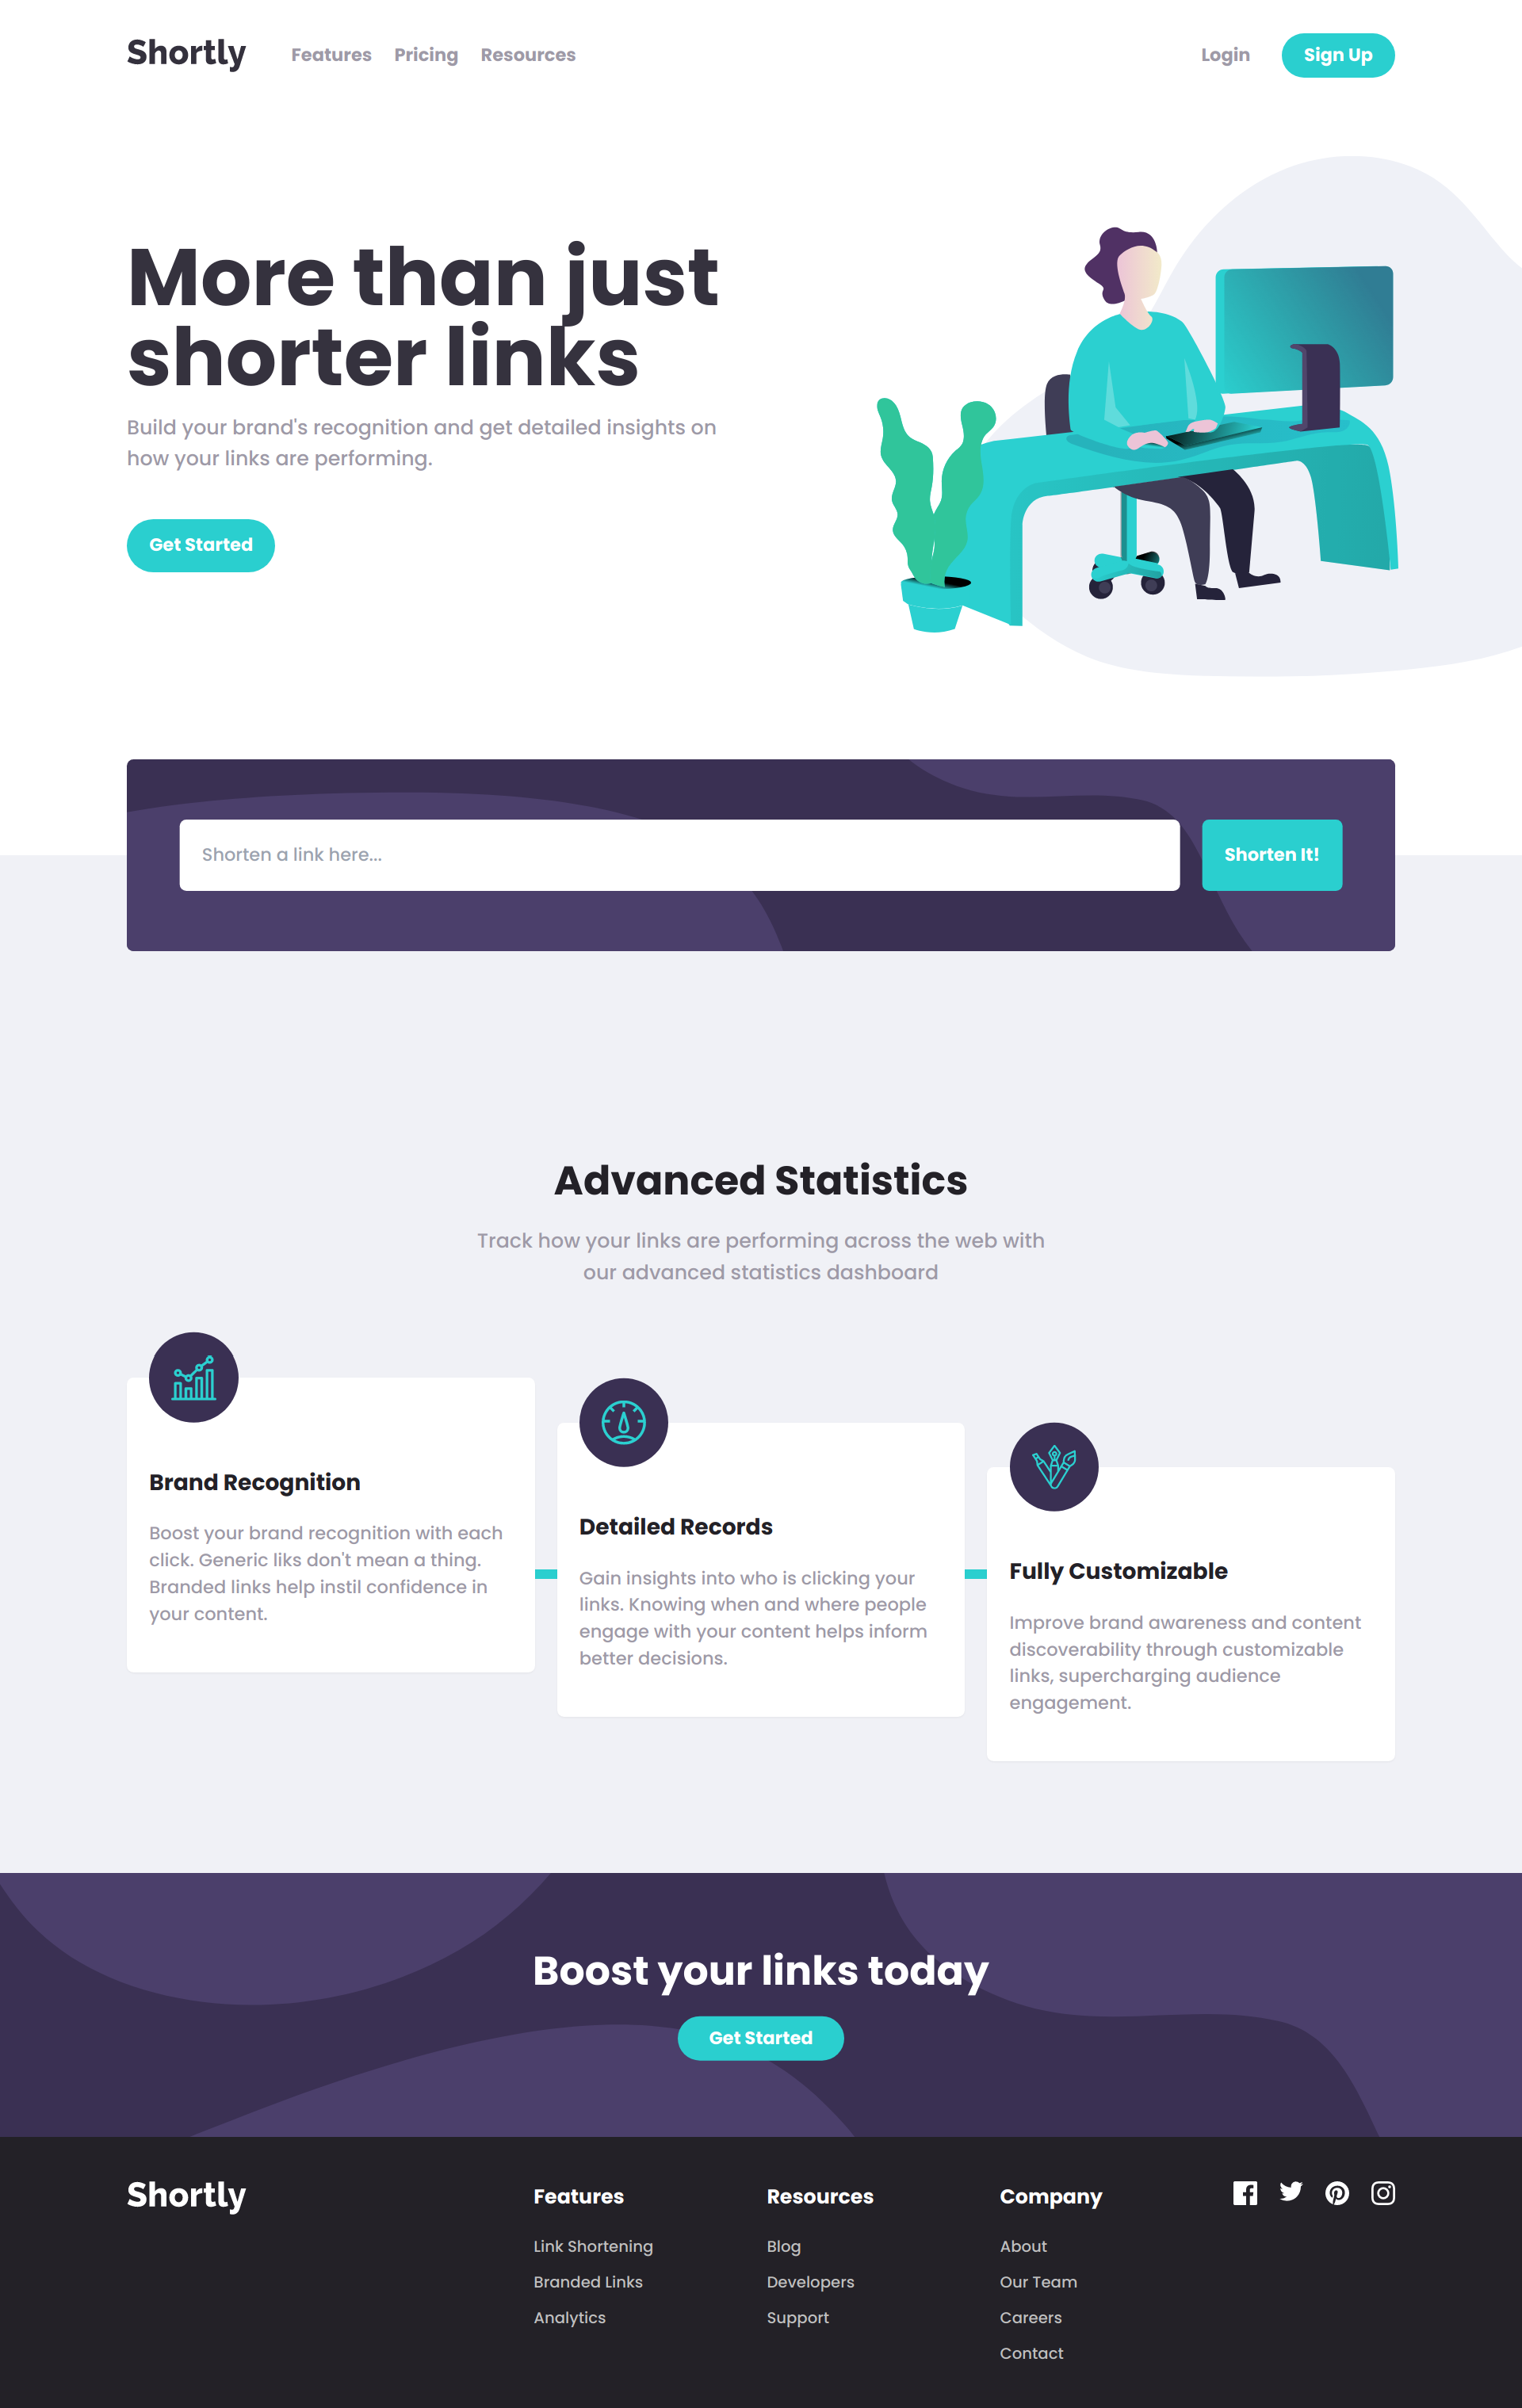 Shortly
Features
Pricing
Resources
Login
Sign Up
More than just
shorter links
Build your brand's recognition and get detailed insights on
how your links are performing.
Get Started
Shorten a link here...
Shorten It!
Advanced Statistics
Track how your links are performing across the web with
our advanced statistics dashboard
Brand Recognition
Boost your brand recognition with each
click. Generic liks don't mean a thing.
Branded links help instil confidence in
your content.
Detailed Records
Gain insights into who is clicking your
links. Knowing when and where people
engage with your content helps inform
better decisions.
Fully Customizable
Improve brand awareness and content
discoverability through customizable
links, supercharging audience
engagement.
Boost your links today
Get Started
Shortly
Features
Link Shortening
Branded Links
Analytics
Resources
Blog
Developers
Support
Company
About
Our Team
Careers
Contact